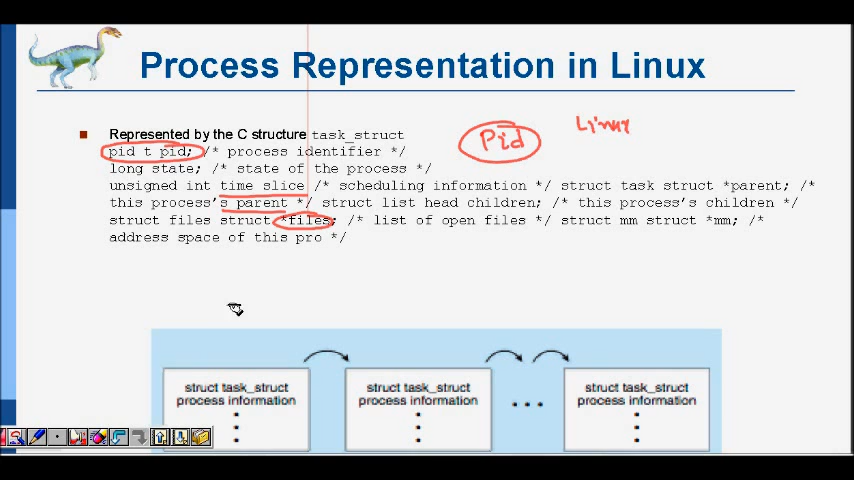 Process Representation in Linux
Represented by the C structure task_struct
pid t pid; /* process identifier */
Pid
Linux
long state; /* state of the process */
unsigned int time slice /* scheduling information */ struct task struct *parent; /*
this process's parent */ struct list head children; /* this process's children */
struct files struct *files; /* list of open files */ struct mm struct *mm; /*
address space of this pro */
struct task_struct
process information
struct task_struct
process information
struct task_struct
process information